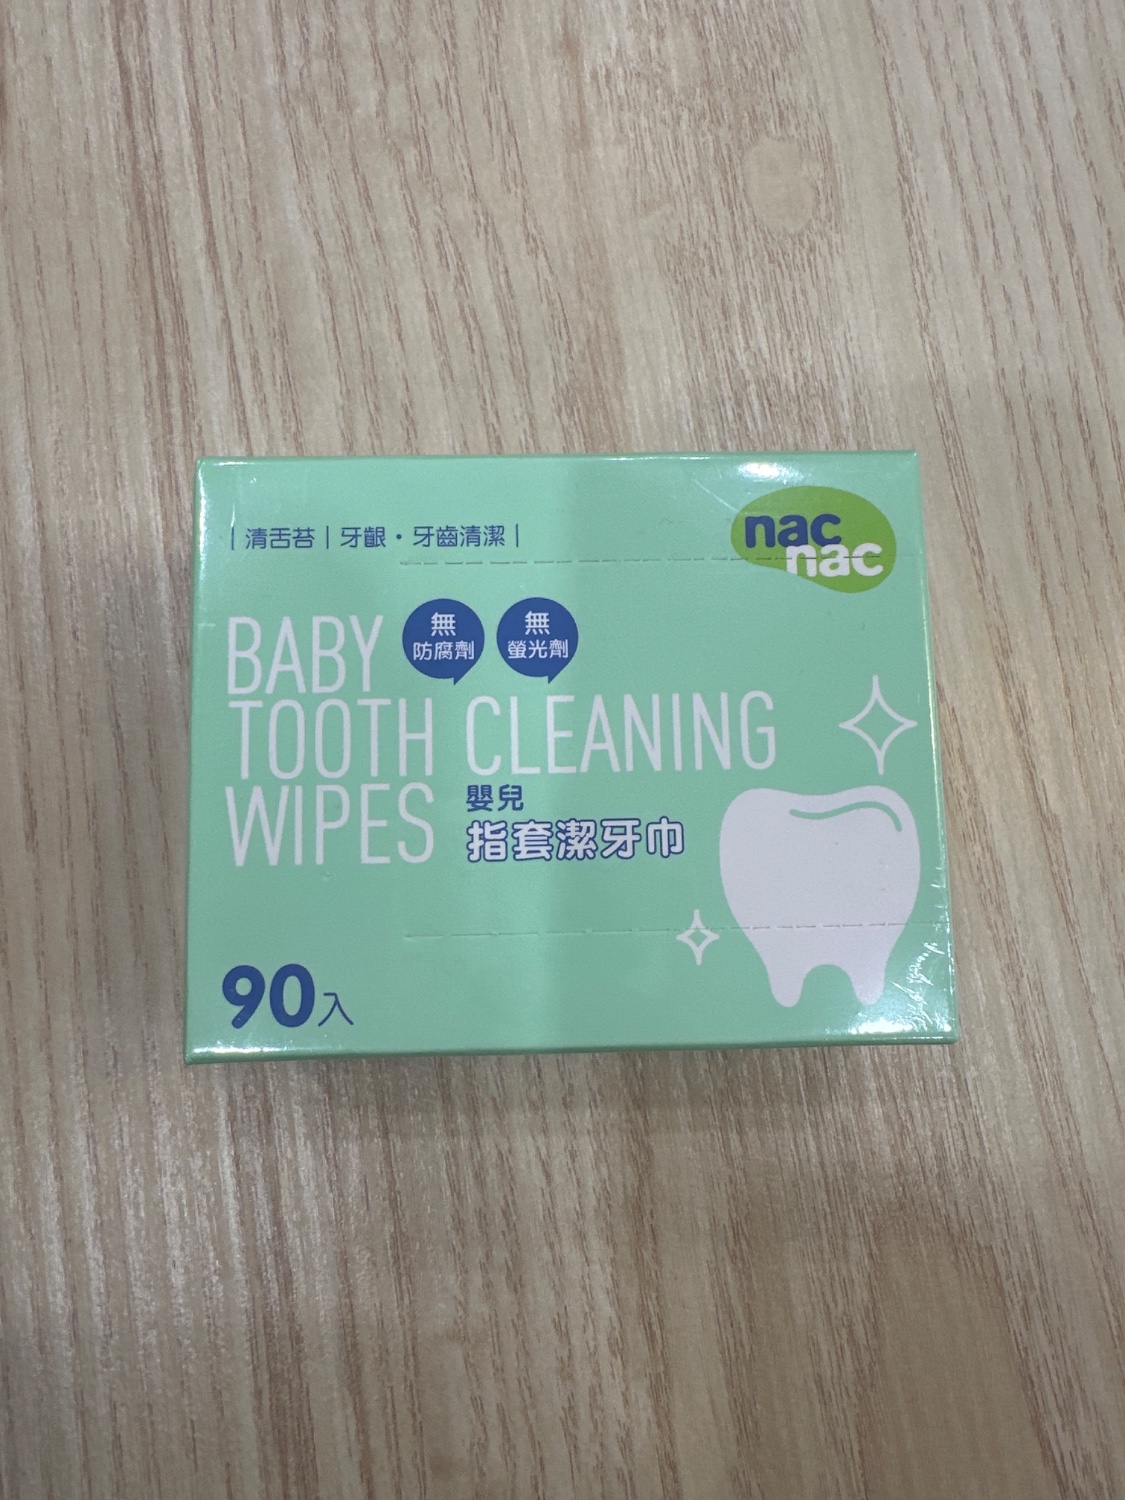 |清舌苔|牙齦・牙齒清潔|
nac
nac
BABY
無
防腐劑
無
螢光劑
TOOTH CLEANING
WIPES
嬰兒
指套潔牙巾
90入